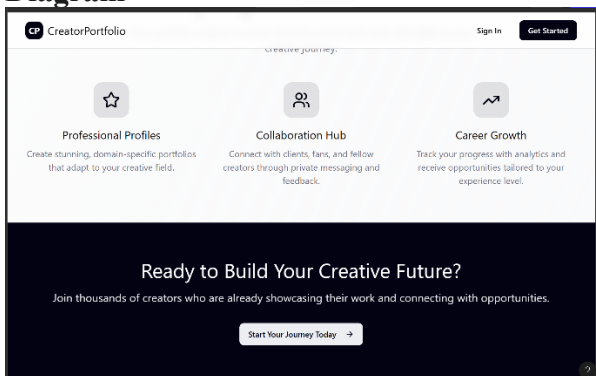 Diagram
CP CreatorPortfolio
Sign In
Get Started
creative journey.
Professional Profiles
Create stunning, domain-specific portfolios
that adapt to your creative field.
Collaboration Hub
Connect with clients, fans, and fellow
creators through private messaging and
feedback.
Career Growth
Track your progress with analytics and
receive opportunities tailored to your
experience level.
Ready to Build Your Creative Future?
Join thousands of creators who are already showcasing their work and connecting with opportunities.
Start Your Journey Today →
?